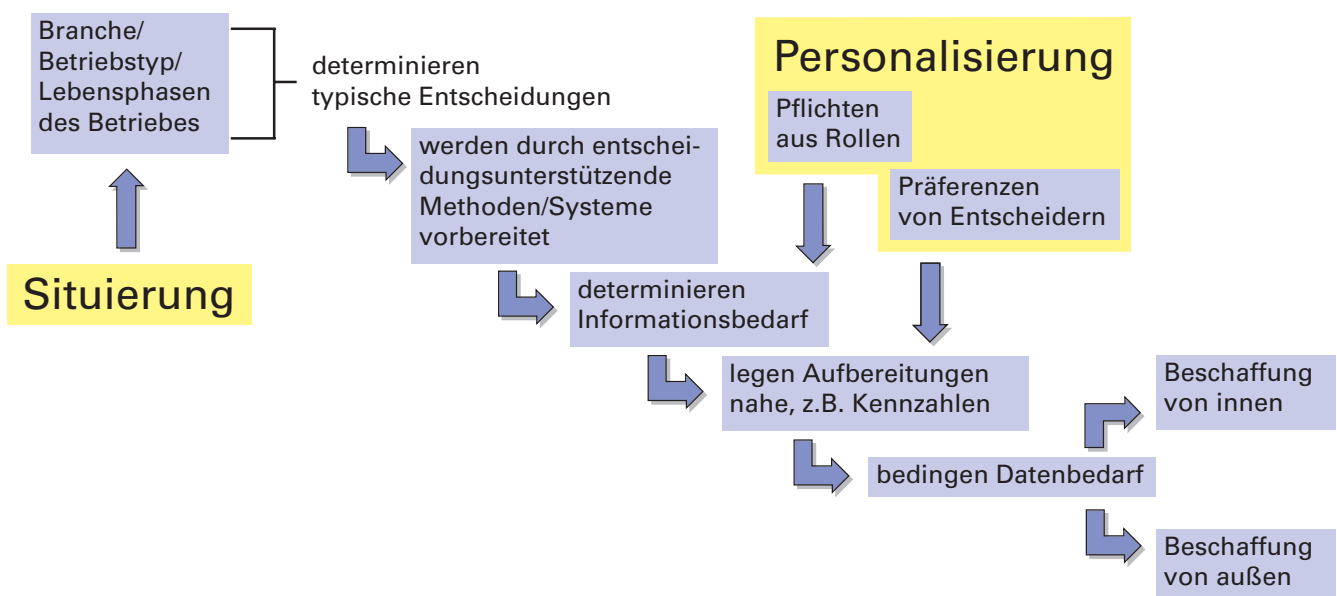 Branche/
Betriebstyp/
Lebensphasen
des Betriebes
determinieren
typische Entscheidungen
Situierung
werden durch entschei-
dungsunterstützende
Methoden/Systeme
vorbereitet
Personalisierung
Pflichten
aus Rollen
Präferenzen
von Entscheidern
determinieren
Informationsbedarf
legen Aufbereitungen
nahe, z.B. Kennzahlen
bedingen Datenbedarf
Beschaffung
von innen
Beschaffung
von außen